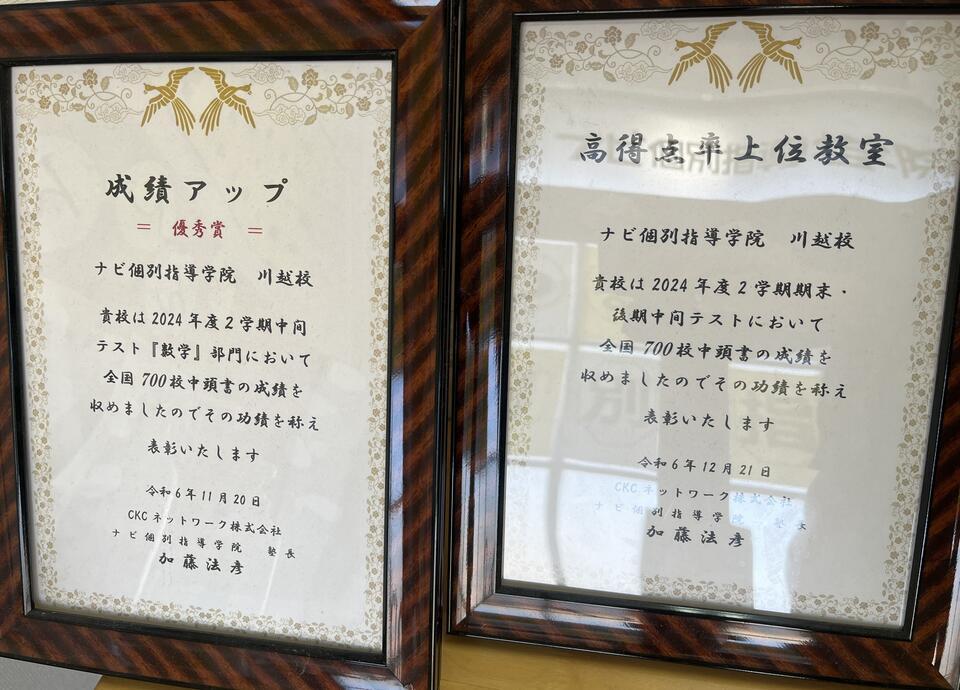 成績アップ
＝ 優秀賞 ＝
ナビ個別指導学院 川越校
貴校は2024年度2学期中間
テスト『数学』部門において
全国700校中頭書の成績を
収めましたのでその功績を称え
表彰いたします
令和6年11月20日
CKCネットワーク株式会社
ナビ個別指導学院 塾長
加藤法彦
高得点率上位教室
ナビ個別指導学院 川越校
貴校は2024年度2学期期末・
後期中間テストにおいて
全国700校中頭書の成績を
収めましたのでその功績を称え
表彰いたします
令和6年12月21日
CKCネットワーク株式会社
ナビ個別指導学院 塾長
加藤法彦